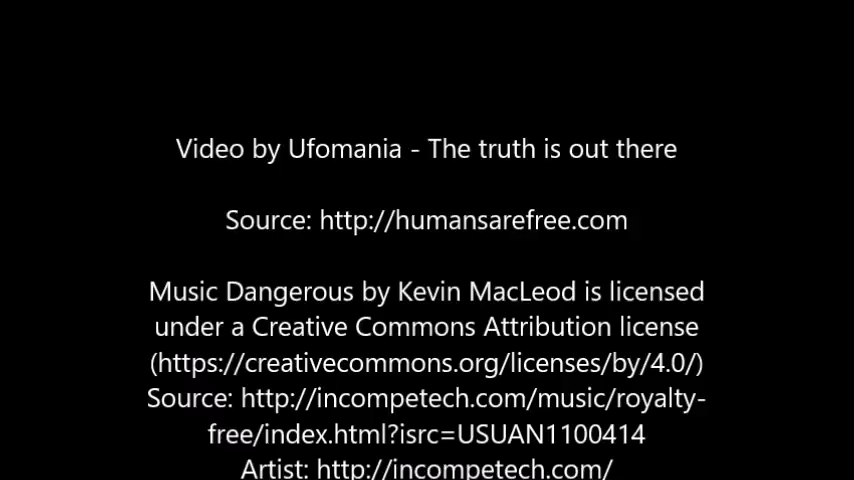 Video by Ufomania - The truth is out there
Source: http://humansarefree.com
Music Dangerous by Kevin MacLeod is licensed
under a Creative Commons Attribution license
(https://creativecommons.org/licenses/by/4.0/)
Source: http://incompetech.com/music/royalty-
free/index.html?isrc=USUAN1100414
Artist: http://incompetech.com/